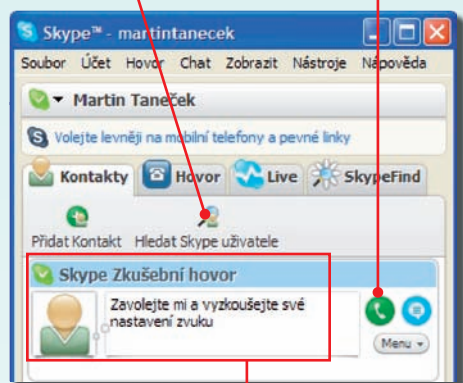 Skype™ - martintanecek
Soubor Účet Hovor Chat Zobrazit Nástroje Nápověda
Martin Taneček
Volejte levněji na mobilní telefony a pevné linky
Kontakty Hovor Live SkypeFind
Přidat Kontakt Hledat Skype uživatele
Skype Zkušební hovor
Zavolejte mi a vyzkoušejte své
nastavení zvuku
Menu